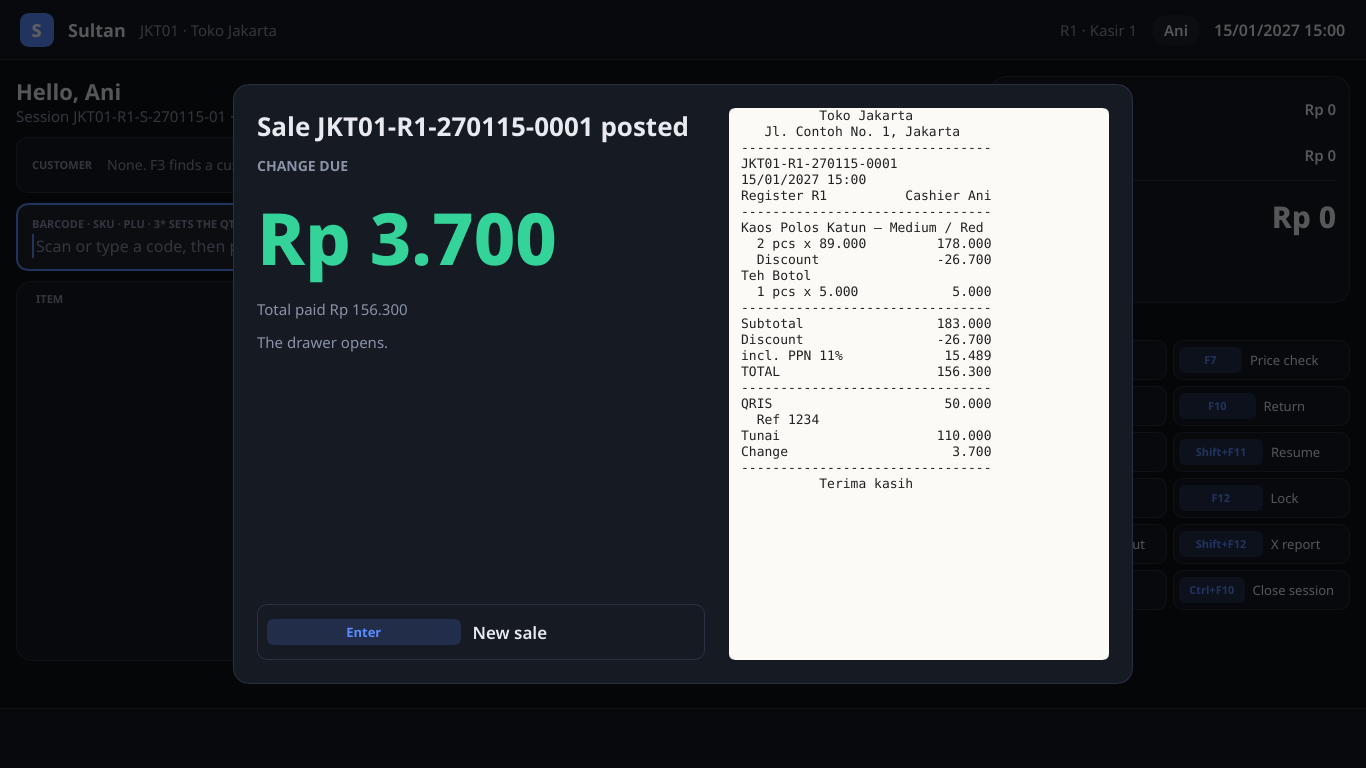 S Sultan JKT01 · Toko Jakarta R1 · Kasir 1 Ani 15/01/2027 15:00
Hello, Ani
Session JKT01-R1-S-270115-01 ·
CUSTOMER None. F3 finds a cu
BARCODE · SKU · PLU · 3* SETS THE QT
Scan or type a code, then
ITEM
Sale JKT01-R1-270115-0001 posted
CHANGE DUE
Rp 3.700
Total paid Rp 156.300
The drawer opens.
Enter New sale
Toko Jakarta
Jl. Contoh No. 1, Jakarta
--------------------------------
JKT01-R1-270115-0001
15/01/2027 15:00
Register R1 Cashier Ani
--------------------------------
Kaos Polos Katun — Medium / Red
2 pcs x 89.000 178.000
Discount -26.700
Teh Botol
1 pcs x 5.000 5.000
--------------------------------
Subtotal 183.000
Discount -26.700
incl. PPN 11% 15.489
TOTAL 156.300
--------------------------------
QRIS 50.000
Ref 1234
Tunai 110.000
Change 3.700
--------------------------------
Terima kasih
Rp 0
Rp 0
Rp 0
F7 Price check
F10 Return
Shift+F11 Resume
F12 Lock
ut Shift+F12 X report
Ctrl+F10 Close session